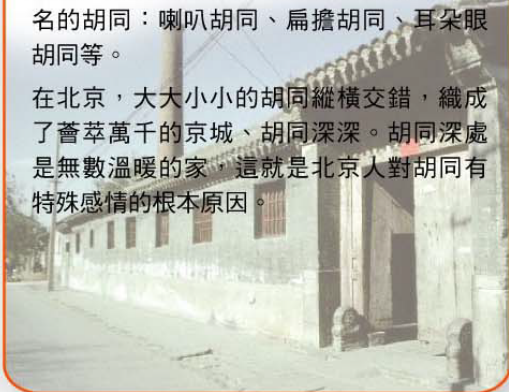 名的胡同：喇叭胡同、扁擔胡同、耳朵眼
胡同等。
在北京，大大小小的胡同縱橫交錯，織成
了薈萃萬千的京城、胡同深深。胡同深處
是無數溫暖的家，這就是北京人對胡同有
特殊感情的根本原因。